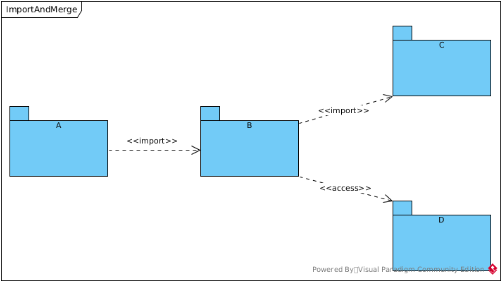 ImportAndMerge
C
<<import>>
A
B
<<import>>
<<access>>
D
Powered By Visual Paradigm Community Edition